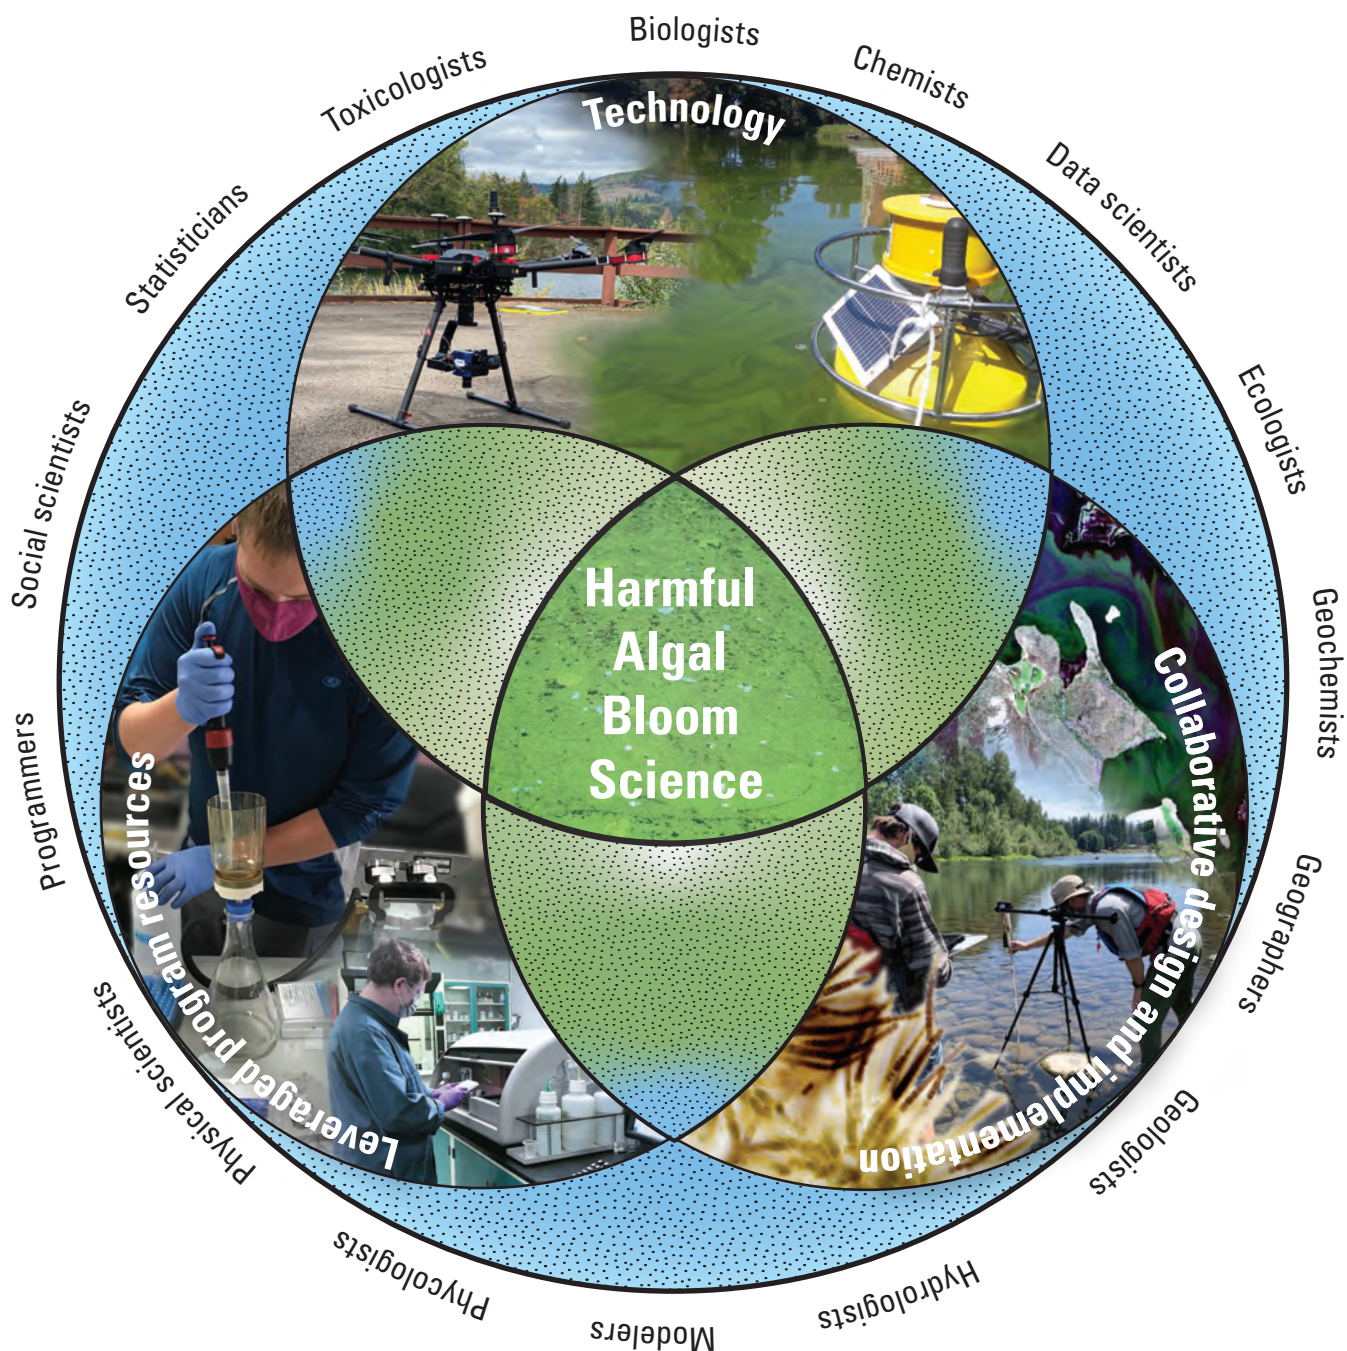 Biologists
Chemists
Data scientists
Ecologists
Geochemists
Geographers
Geologists
Hydrologists
Modelers
Phycologists
Physical scientists
Programmers
Social scientists
Statisticians
Toxicologists
Technology
Collaborative design and implementation
Leveraged program resources
Harmful
Algal
Bloom
Science